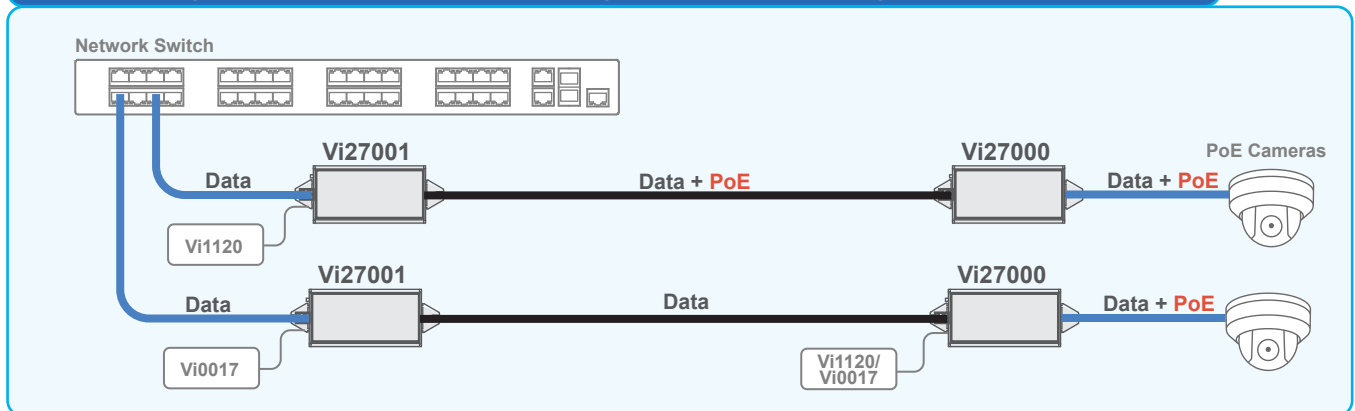 Network Switch
Vi27001
Vi27000
PoE Cameras
Data
Data + PoE
Data + PoE
Vi1120
Vi27001
Vi27000
Data
Data
Data + PoE
Vi0017
Vi1120/
Vi0017